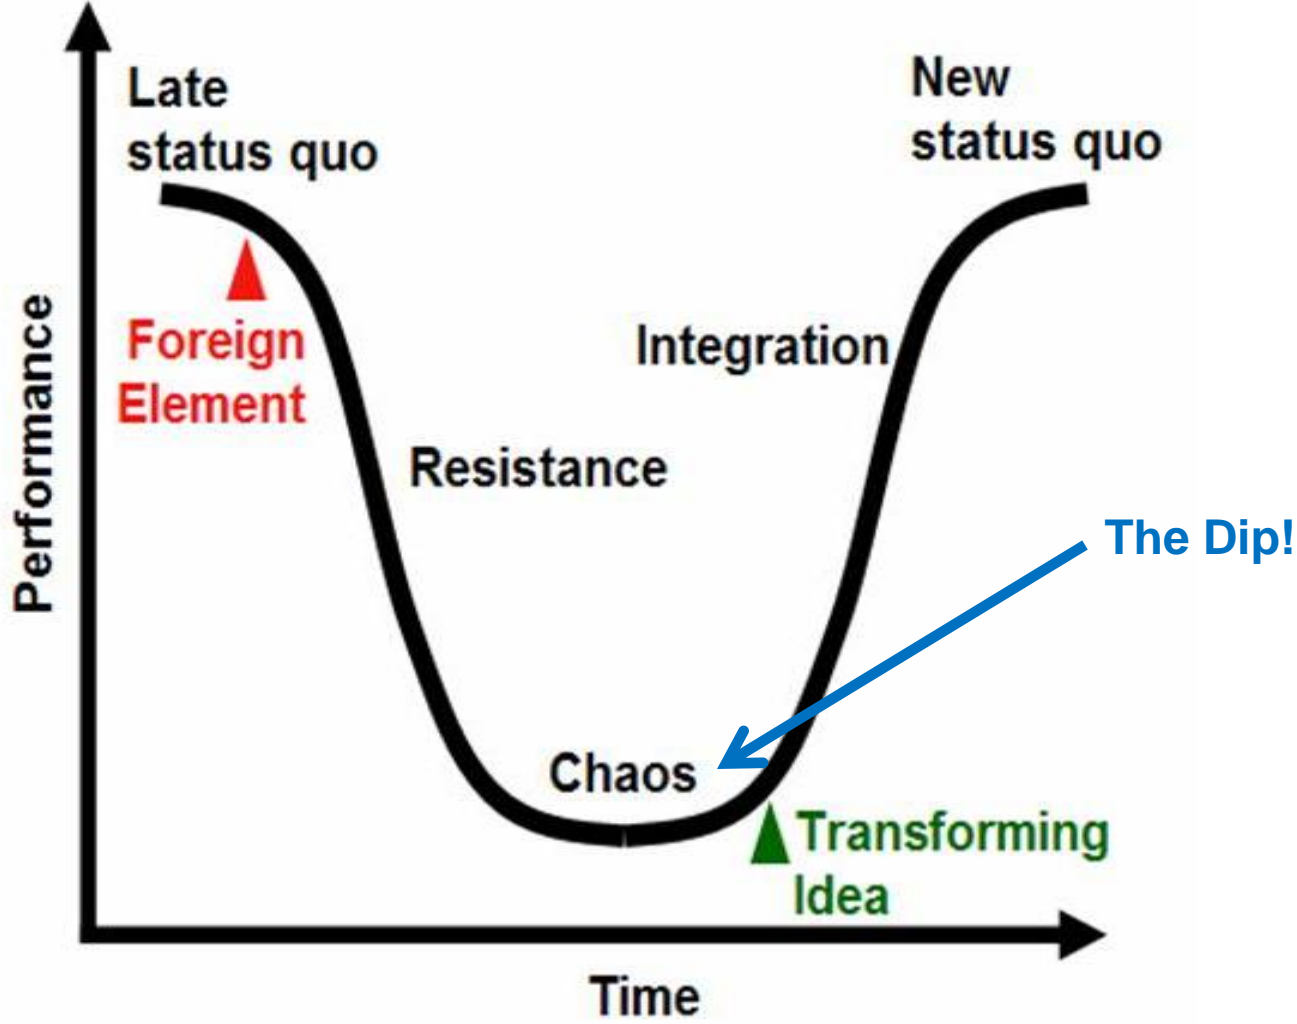 Late
status quo
New
status quo
Foreign
Element
Integration
Resistance
Performance
The Dip!
Chaos
Transforming
Idea
Time